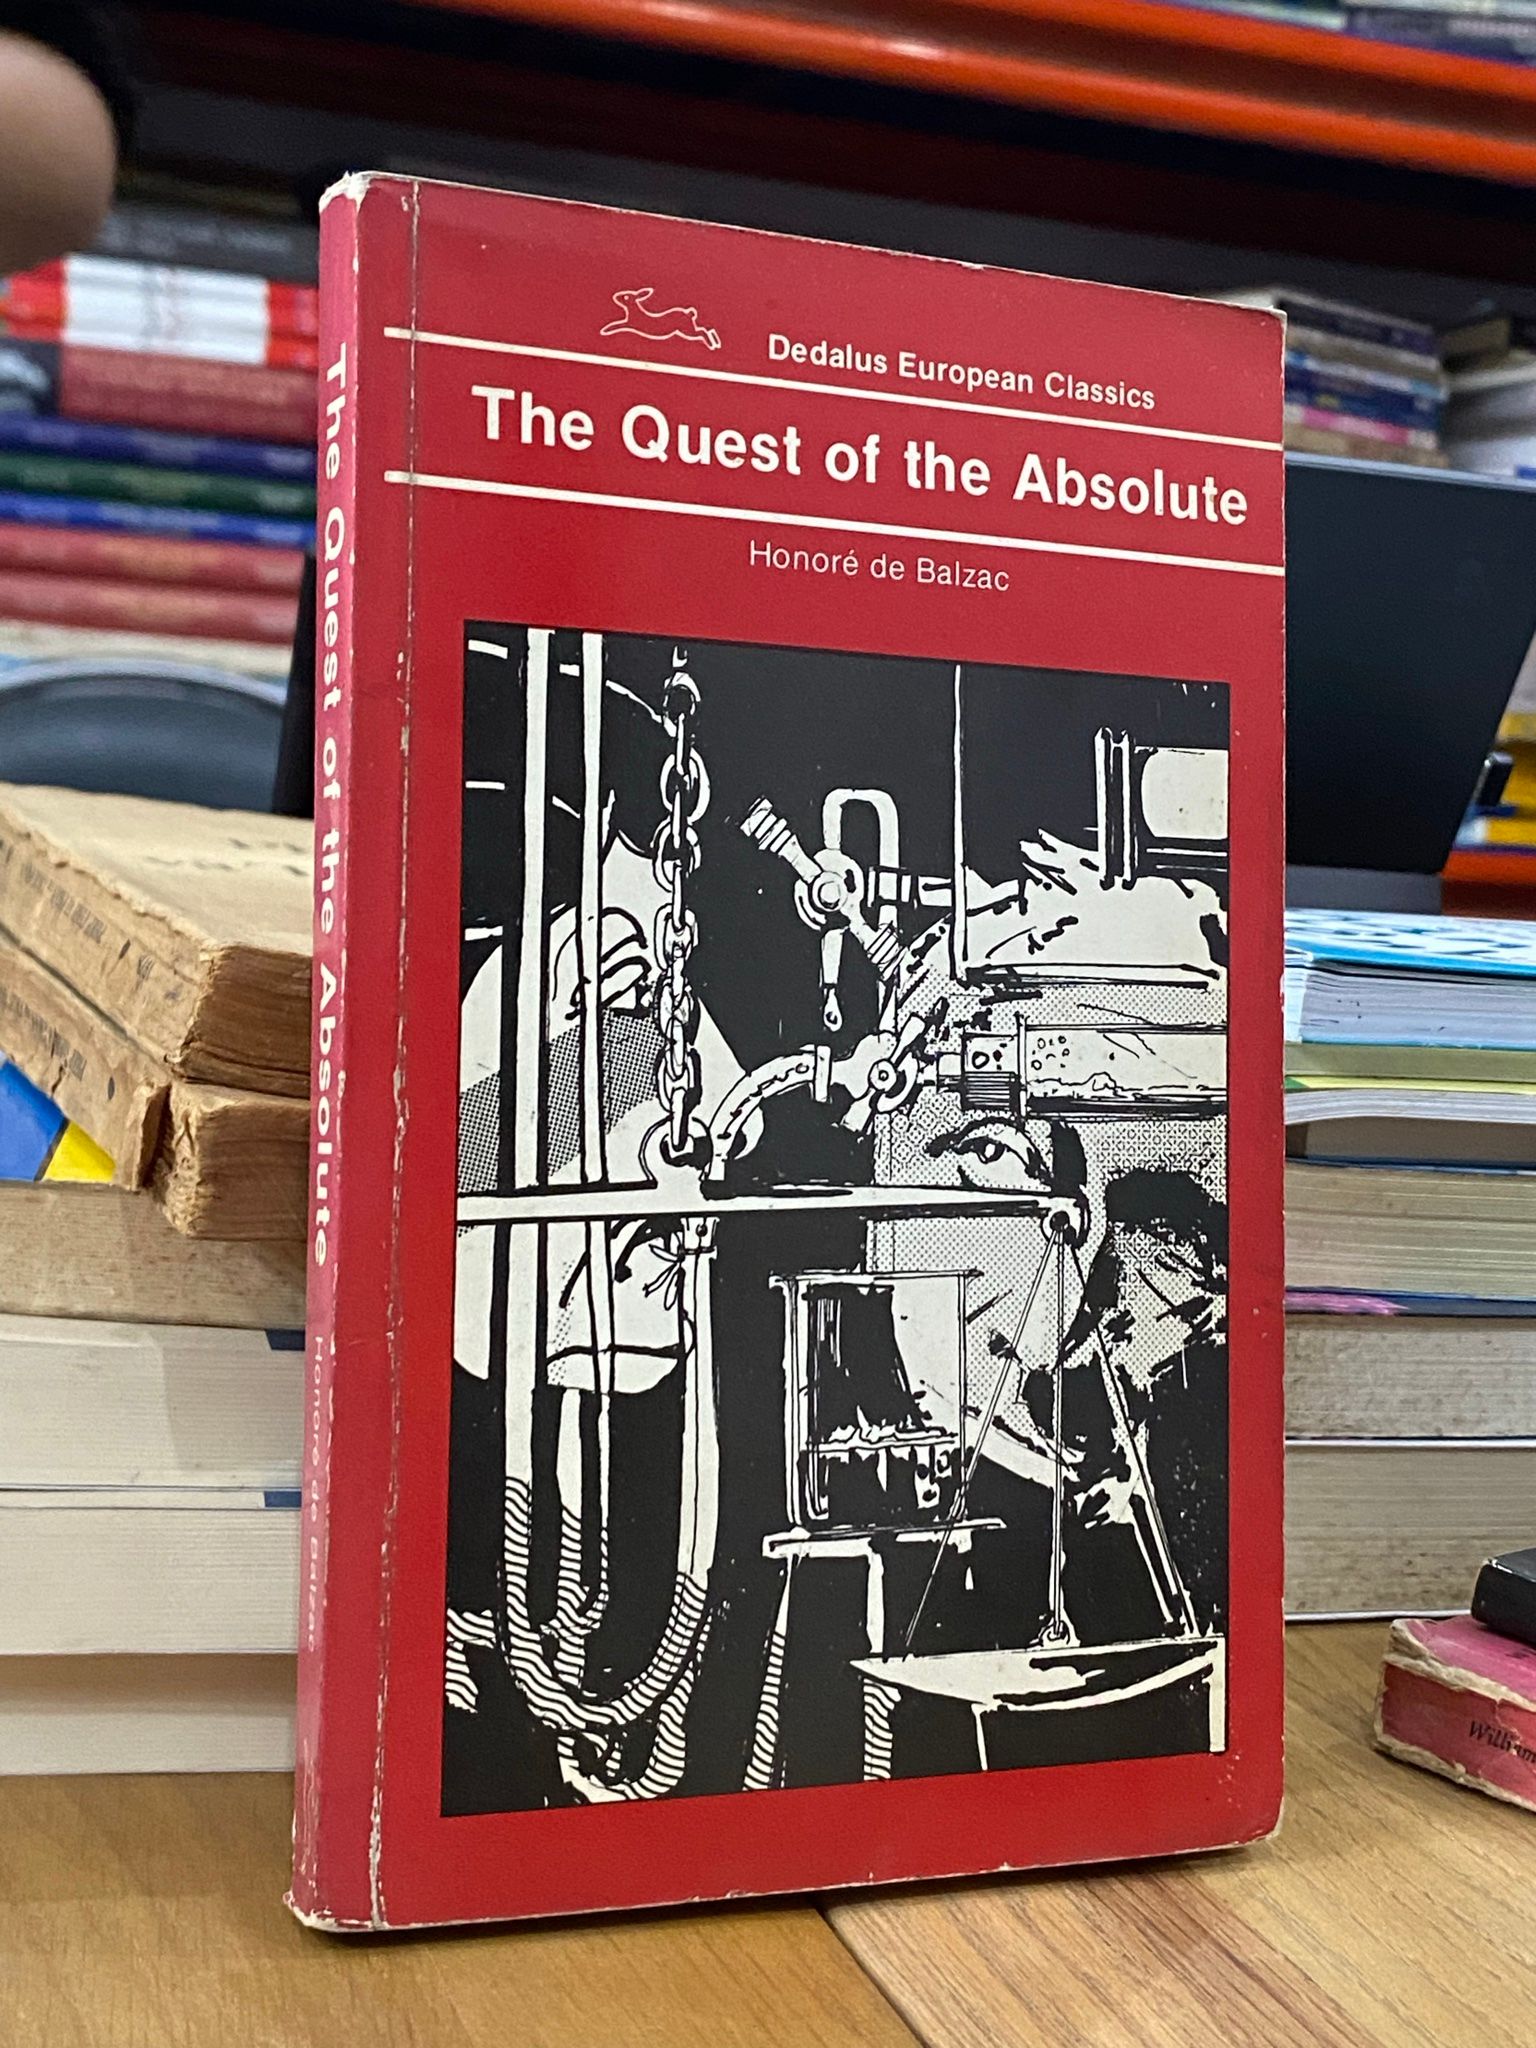 Dedalus European Classics
The Quest of the Absolute
Honoré de Balzac
The Quest of the Absolute Honoré de Balzac
William